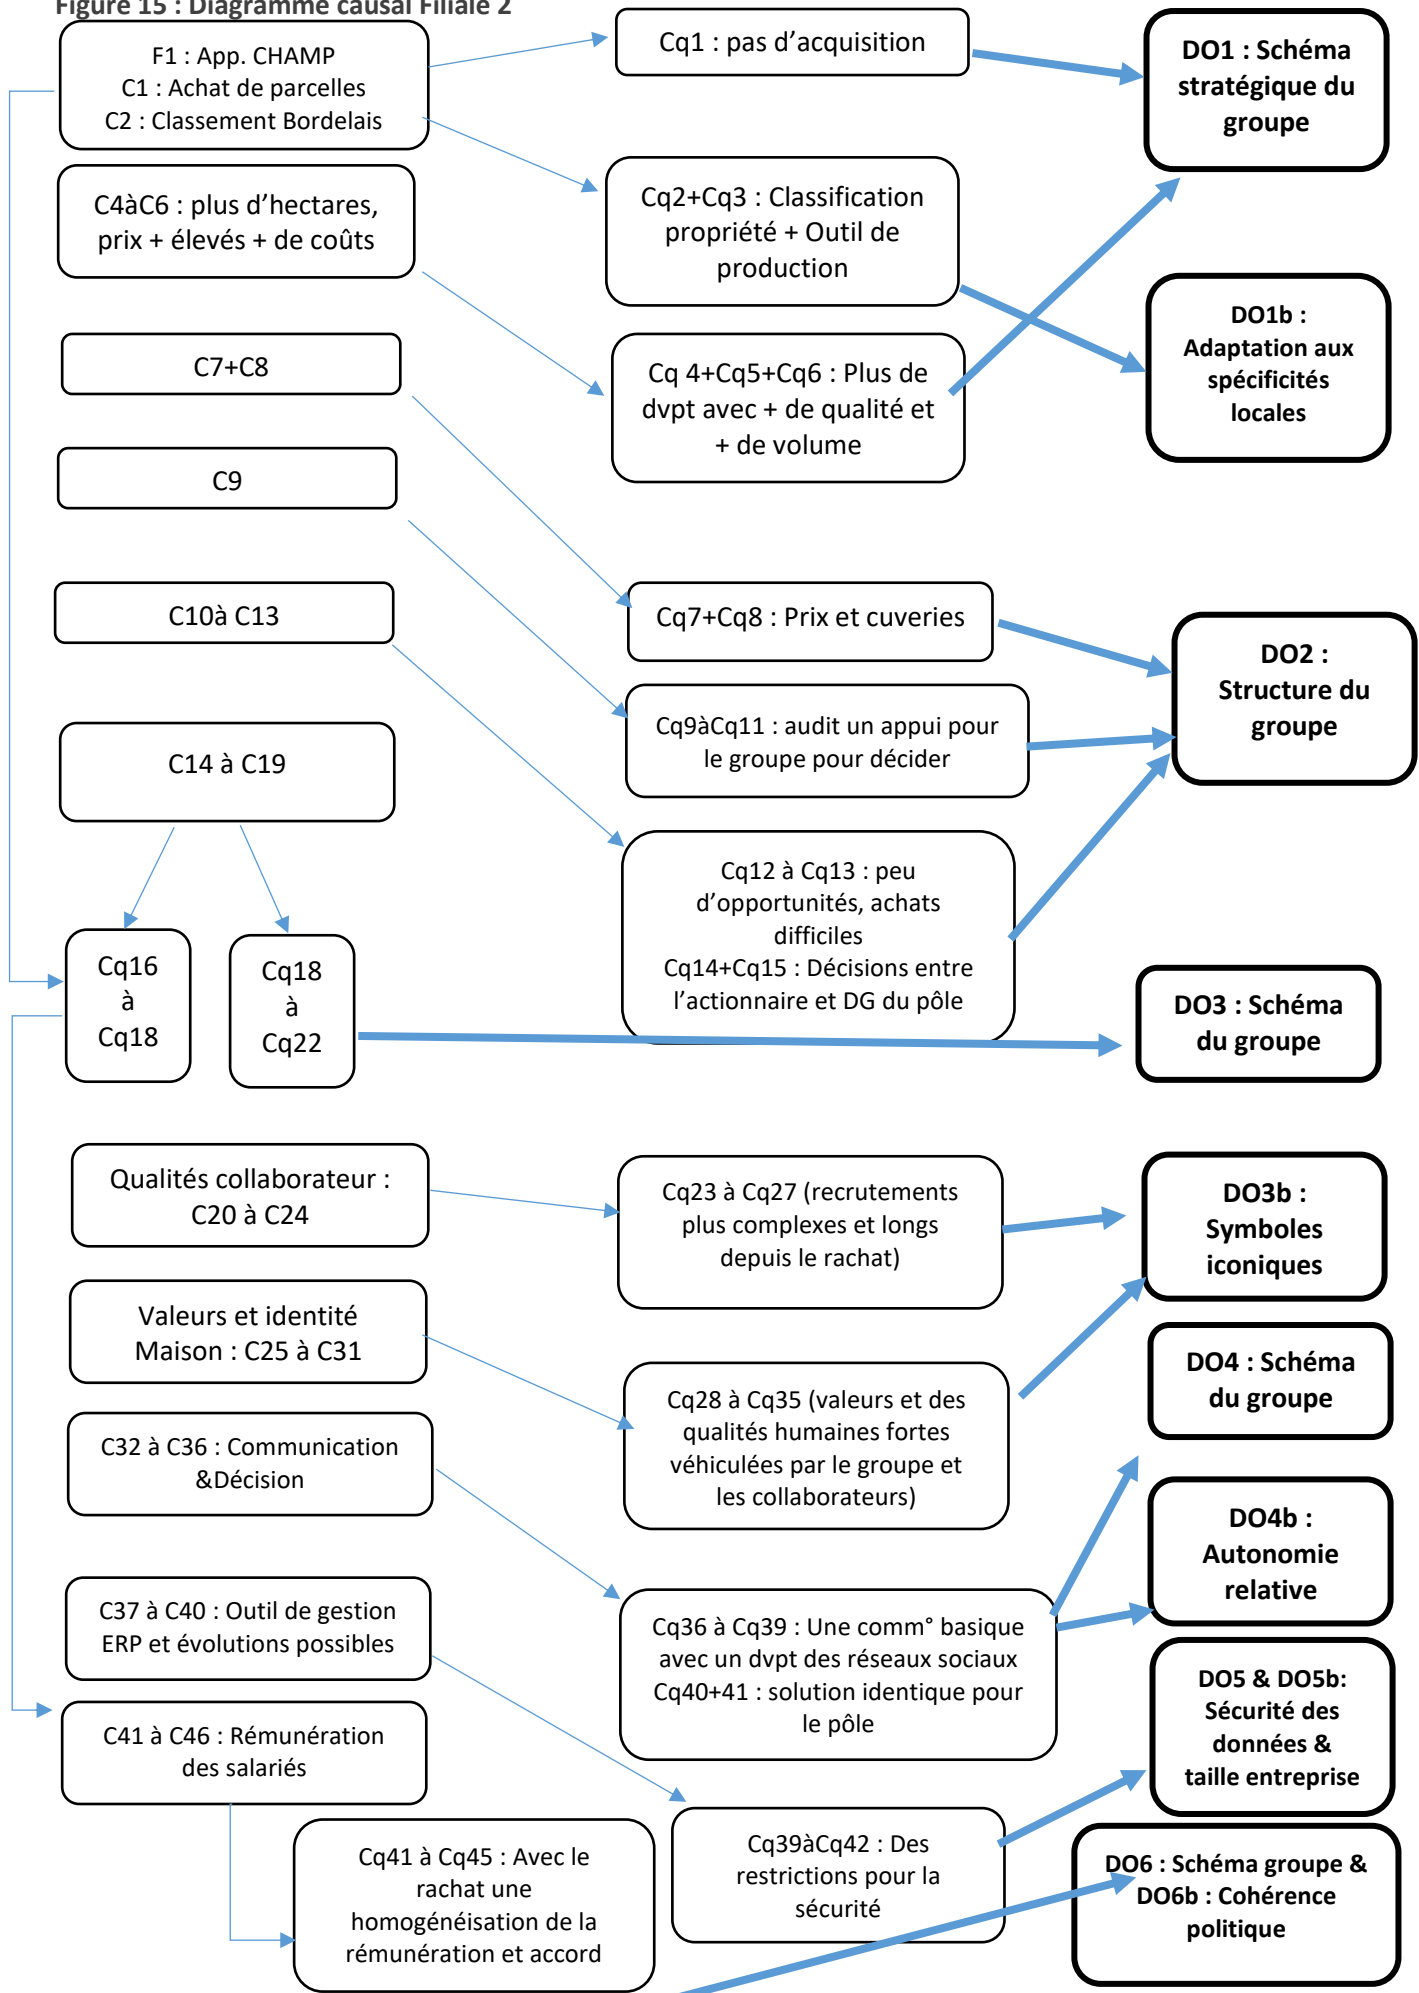 Figure 15 : Diagramme causal Filiale 2
F1 : App. CHAMP
C1 : Achat de parcelles
C2 : Classement Bordelais
Cq1 : pas d’acquisition
DO1 : Schéma
stratégique du
groupe
C4àC6 : plus d’hectares,
prix + élevés + de coûts
Cq2+Cq3 : Classification
propriété + Outil de
production
DO1b :
Adaptation aux
spécificités
locales
C7+C8
Cq 4+Cq5+Cq6 : Plus de
dvpt avec + de qualité et
+ de volume
C9
C10à C13
Cq7+Cq8 : Prix et cuveries
DO2 :
Structure du
groupe
Cq9àCq11 : audit un appui pour
le groupe pour décider
C14 à C19
Cq12 à Cq13 : peu
d’opportunités, achats
difficiles
Cq14+Cq15 : Décisions entre
l’actionnaire et DG du pôle
Cq16
à
Cq18
Cq18
à
Cq22
DO3 : Schéma
du groupe
Qualités collaborateur :
C20 à C24
Cq23 à Cq27 (recrutements
plus complexes et longs
depuis le rachat)
DO3b :
Symboles
iconiques
Valeurs et identité
Maison : C25 à C31
DO4 : Schéma
du groupe
Cq28 à Cq35 (valeurs et des
qualités humaines fortes
véhiculées par le groupe et
les collaborateurs)
C32 à C36 : Communication
&Décision
DO4b :
Autonomie
relative
C37 à C40 : Outil de gestion
ERP et évolutions possibles
Cq36 à Cq39 : Une comm° basique
avec un dvpt des réseaux sociaux
Cq40+41 : solution identique pour
le pôle
DO5 & DO5b:
Sécurité des
données &
taille entreprise
C41 à C46 : Rémunération
des salariés
Cq41 à Cq45 : Avec le
rachat une
homogénéisation de la
rémunération et accord
Cq39àCq42 : Des
restrictions pour la
sécurité
DO6 : Schéma groupe &
DO6b : Cohérence
politique